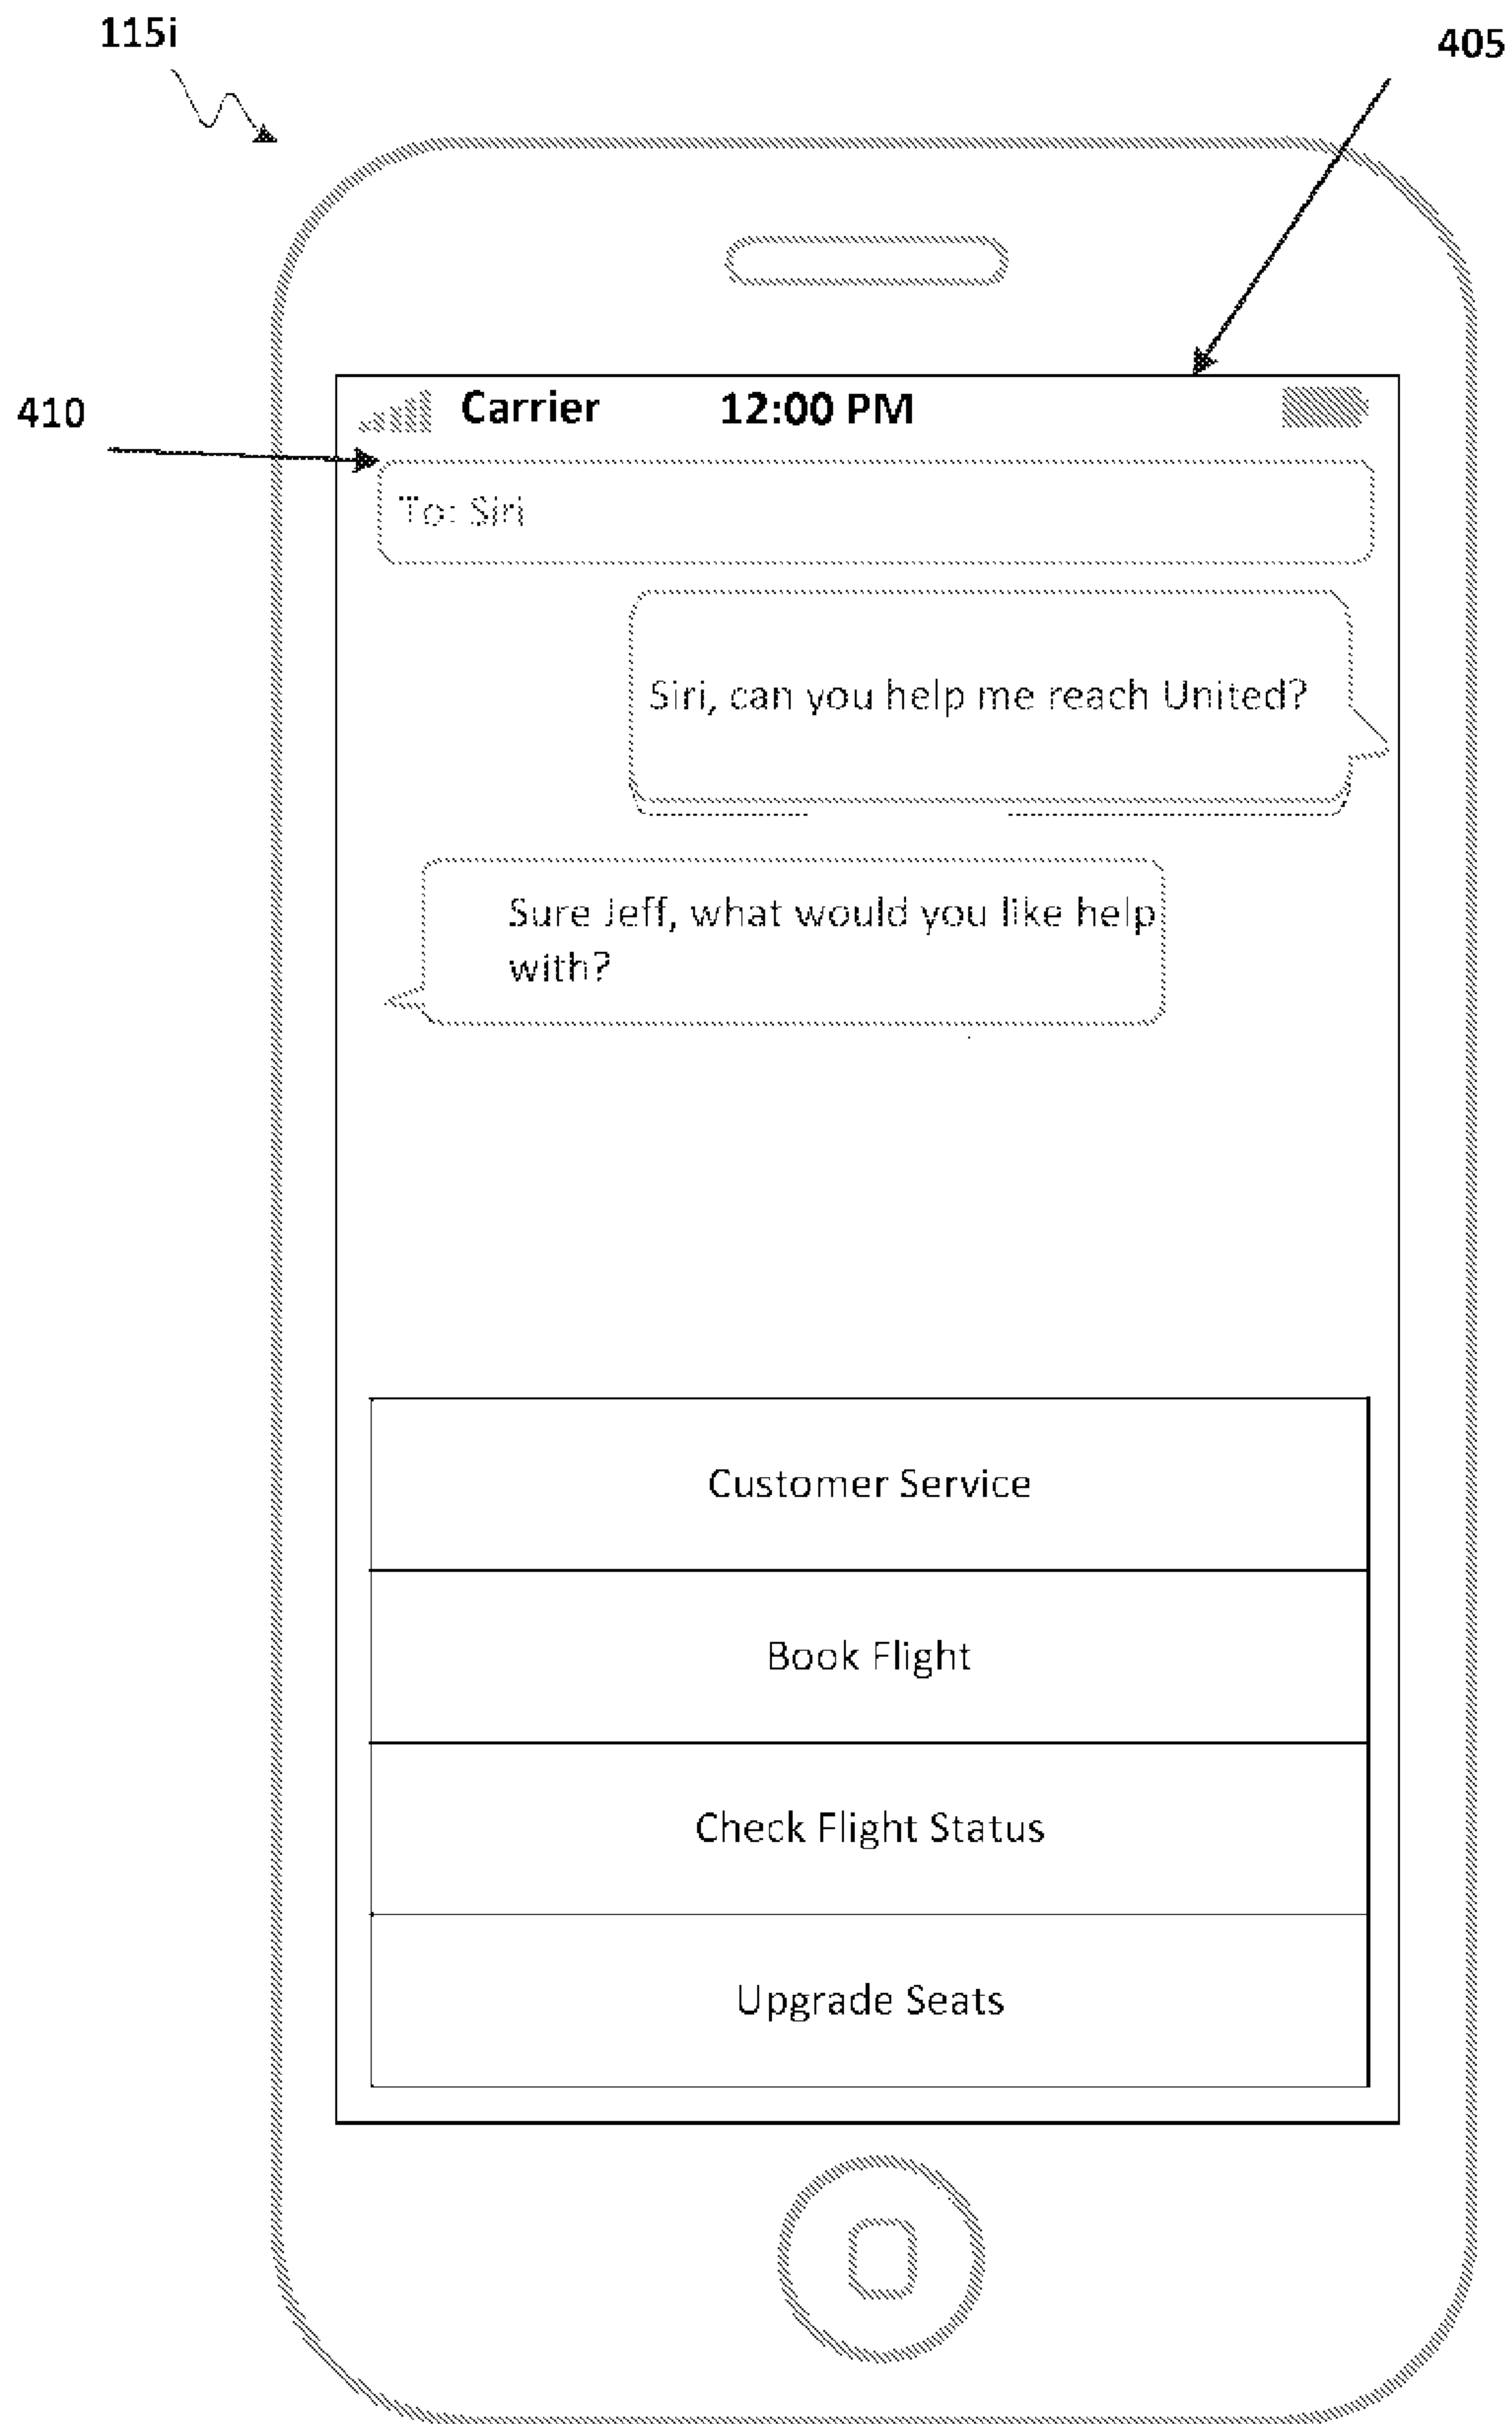 115i
405
410
Carrier 12:00 PM
To: Siri
Siri, can you help me reach United?
Sure Jeff, what would you like help
with?
Customer Service
Book Flight
Check Flight Status
Upgrade Seats